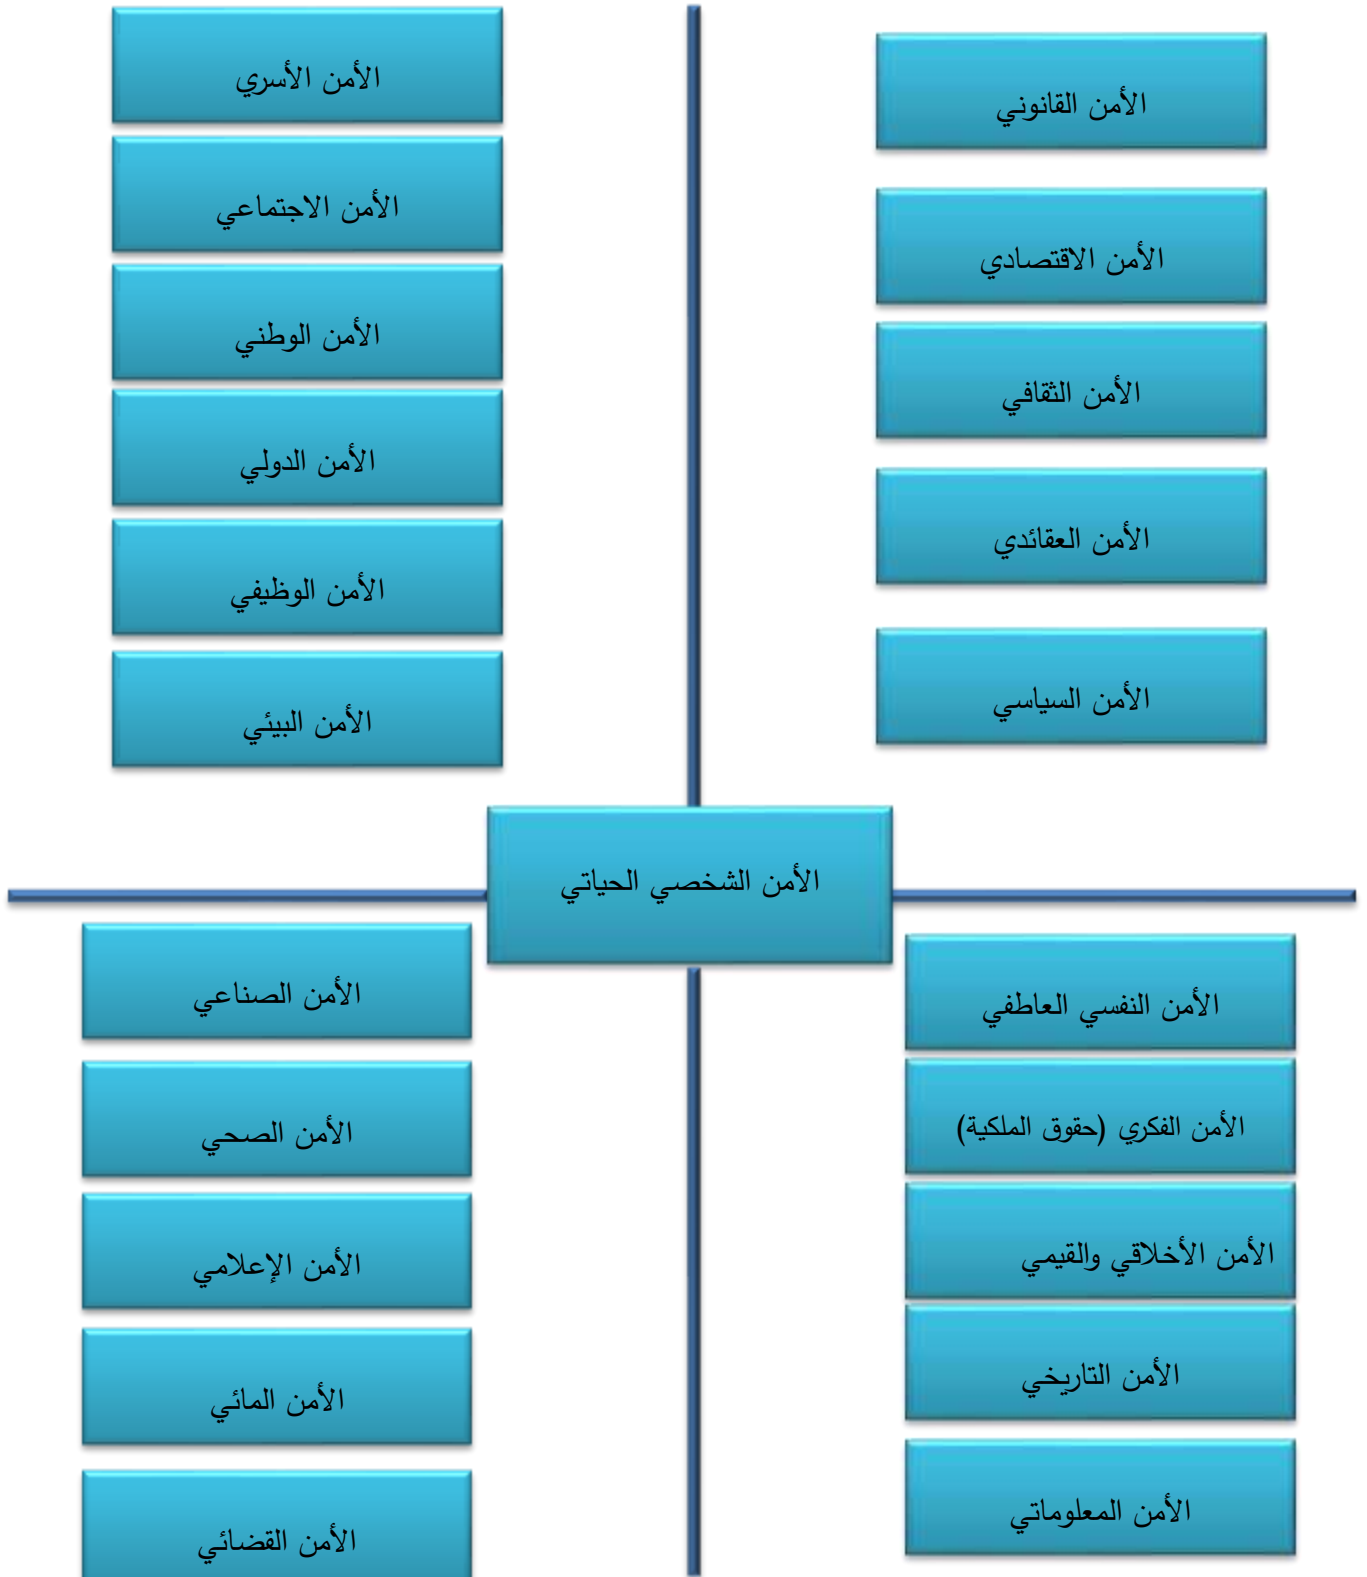 الأمن القانوني
الأمن الاقتصادي
الأمن الثقافي
الأمن العقائدي
الأمن السياسي
الأمن الأسري
الأمن الاجتماعي
الأمن الوطني
الأمن الدولي
الأمن الوظيفي
الأمن البيئي
الأمن الشخصي الحياتي
الأمن النفسي العاطفي
الأمن الفكري (حقوق الملكية)
الأمن الأخلاقي والقيمي
الأمن التاريخي
الأمن المعلوماتي
الأمن الصناعي
الأمن الصحي
الأمن الإعلامي
الأمن المائي
الأمن القضائي